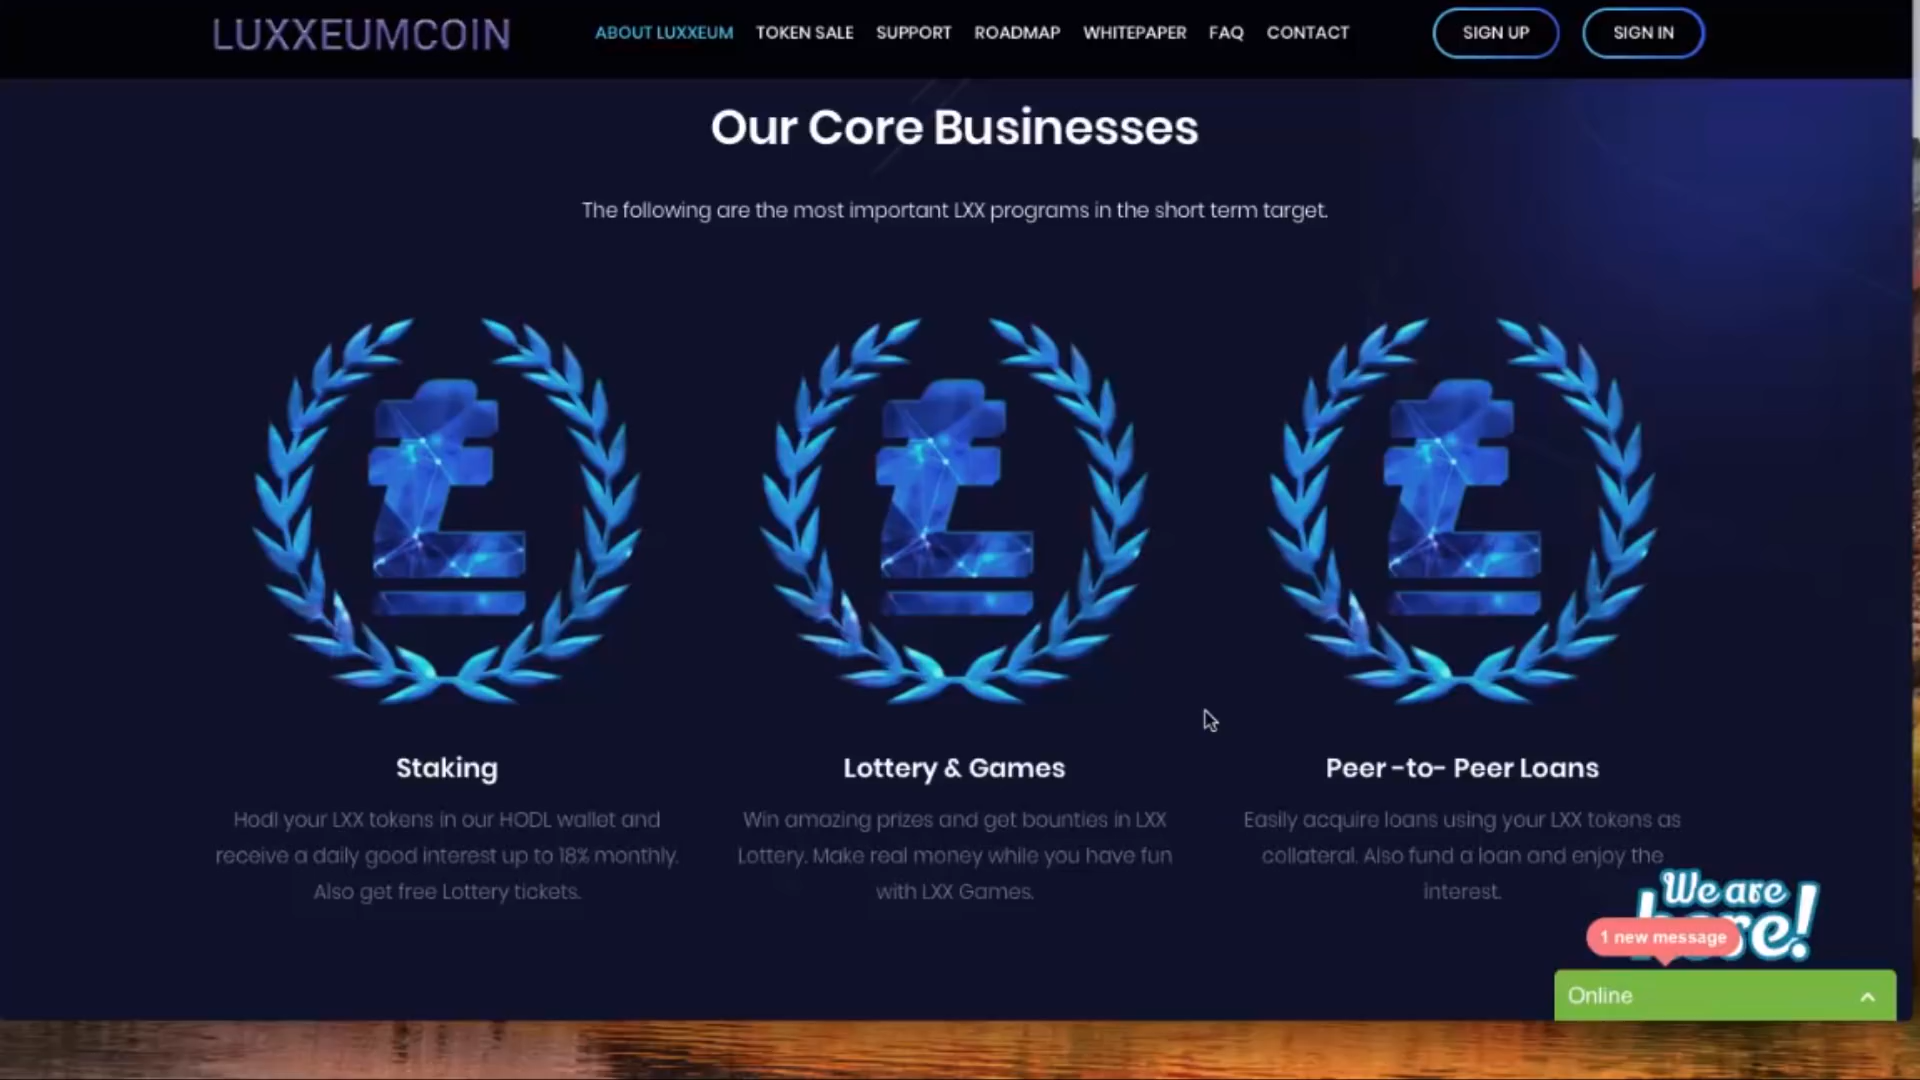 LUXXEUMCOIN
ABOUT LUXXEUM TOKEN SALE SUPPORT ROADMAP WHITEPAPER FAQ CONTACT SIGN UP SIGN IN
Our Core Businesses
The following are the most important LXX programs in the short term target.
Staking
Hodl your LXX tokens in our HODL wallet and
receive a daily good interest up to 18% monthly.
Also get free Lottery tickets.
Lottery & Games
Win amazing prizes and get bounties in LXX
Lottery. Make real money while you have fun
with LXX Games.
Peer -to- Peer Loans
Easily acquire loans using your LXX tokens as
collateral. Also fund a loan and enjoy the
interest.
We are
here!
1 new message
Online